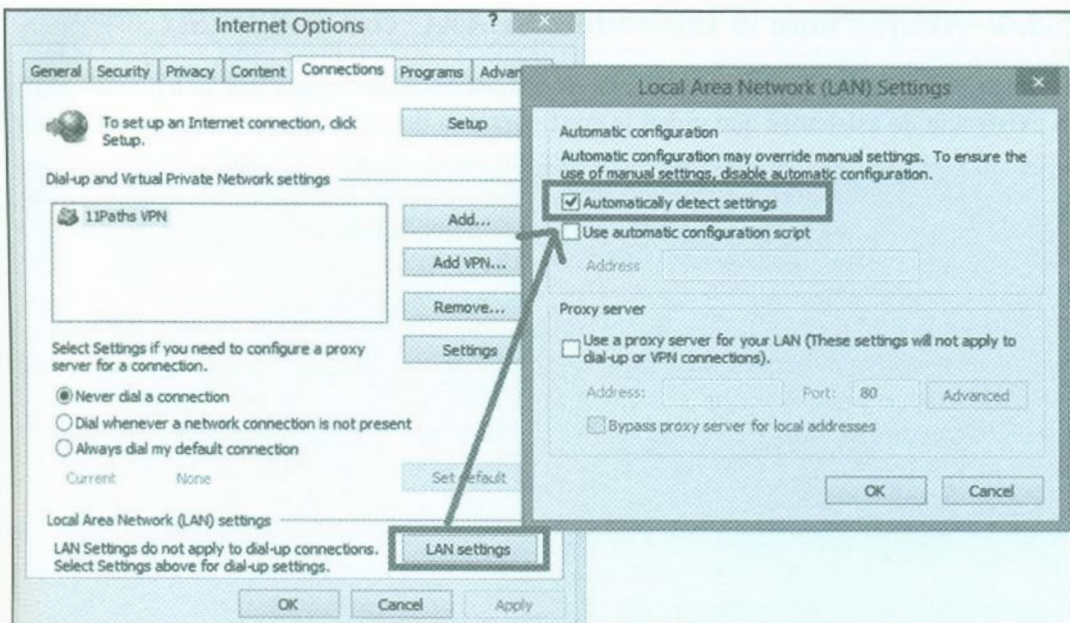 Internet Options
?
x
General Security Privacy Content Connections Programs Advan
To set up an Internet connection, click
Setup.
Setup
Dial-up and Virtual Private Network settings
11Paths VPN
Add...
Add VPN...
Remove...
Select Settings if you need to configure a proxy
server for a connection.
Settings
Never dial a connection
Dial whenever a network connection is not present
Always dial my default connection
Current None
Set default
Local Area Network (LAN) settings
LAN Settings do not apply to dial-up connections.
Select Settings above for dial-up settings.
LAN settings
OK Cancel Apply
Local Area Network (LAN) Settings
x
Automatic configuration
Automatic configuration may override manual settings. To ensure the
use of manual settings, disable automatic configuration.
Automatically detect settings
Use automatic configuration script
Address
Proxy server
Use a proxy server for your LAN (These settings will not apply to
dial-up or VPN connections).
Address: Port: 80 Advanced
Bypass proxy server for local addresses
OK Cancel